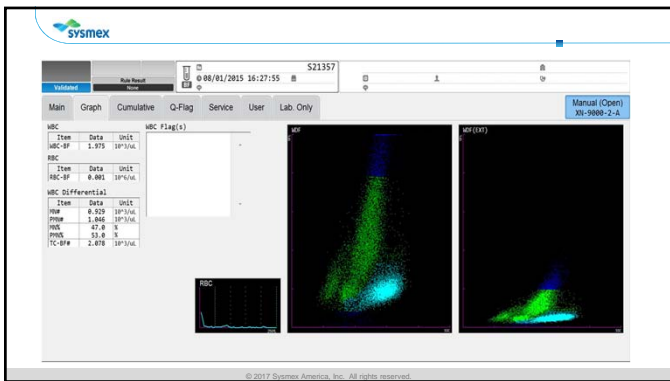 sysmex
S21357
Rule Result
08/01/2015 16:27:55
BF
Validated
None
Main Graph Cumulative Q-Flag Service User Lab. Only
Manual (Open)
XN-9000-2-A
WBC
WBC Flag(s)
Item Data Unit
WBC-BF 1.975 10^3/uL
RBC
Item Data Unit
RBC-BF 0.001 10^6/uL
WBC Differential
Item Data Unit
MN# 0.929 10^3/uL
PMN# 1.046 10^3/uL
MN% 47.0 %
PMN% 53.0 %
TC-BF# 2.078 10^3/uL
WDF
WDF(EXT)
RBC
© 2017 Sysmex America, Inc. All rights reserved.